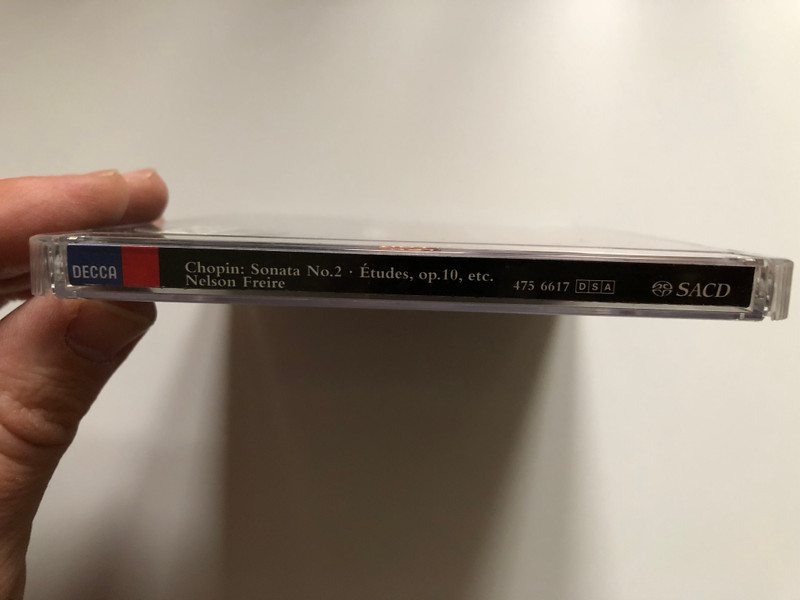 DECCA
Chopin: Sonata No.2 · Études, op.10, etc.
Nelson Freire
475 6617 DSA
SACD